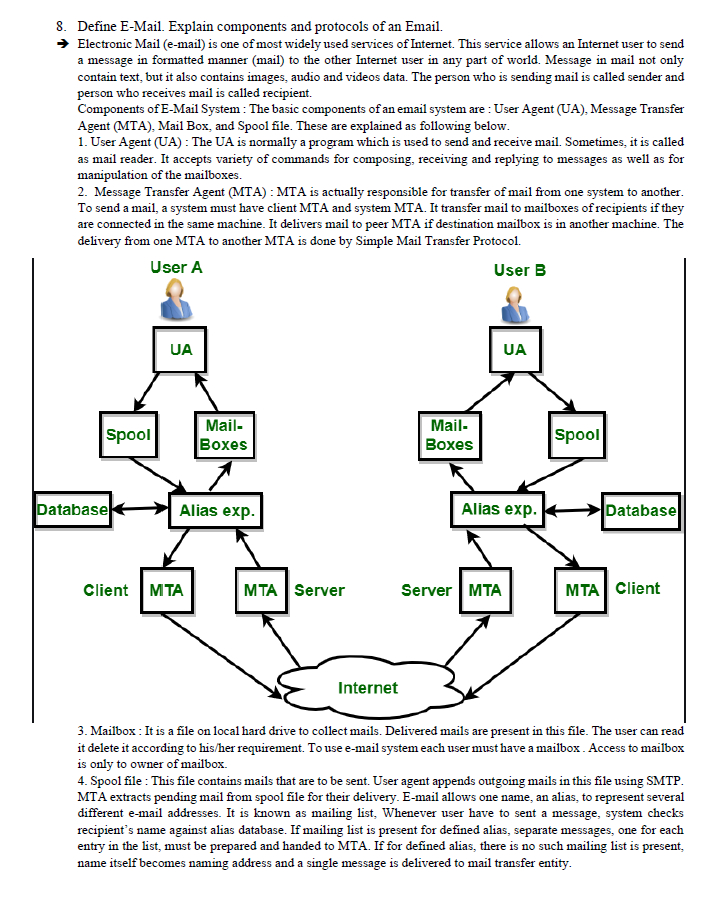 8. Define E-Mail. Explain components and protocols of an Email.
➔ Electronic Mail (e-mail) is one of most widely used services of Internet. This service allows an Internet user to send
a message in formatted manner (mail) to the other Internet user in any part of world. Message in mail not only
contain text, but it also contains images, audio and videos data. The person who is sending mail is called sender and
person who receives mail is called recipient.
Components of E-Mail System : The basic components of an email system are : User Agent (UA), Message Transfer
Agent (MTA), Mail Box, and Spool file. These are explained as following below.
1. User Agent (UA) : The UA is normally a program which is used to send and receive mail. Sometimes, it is called
as mail reader. It accepts variety of commands for composing, receiving and replying to messages as well as for
manipulation of the mailboxes.
2. Message Transfer Agent (MTA) : MTA is actually responsible for transfer of mail from one system to another.
To send a mail, a system must have client MTA and system MTA. It transfer mail to mailboxes of recipients if they
are connected in the same machine. It delivers mail to peer MTA if destination mailbox is in another machine. The
delivery from one MTA to another MTA is done by Simple Mail Transfer Protocol.
User A
User B
UA
UA
Spool
Mail-
Boxes
Mail-
Boxes
Spool
Database
Alias exp.
Alias exp.
Database
Client MTA
MTA Server
Server MTA
MTA Client
Internet
3. Mailbox : It is a file on local hard drive to collect mails. Delivered mails are present in this file. The user can read
it delete it according to his/her requirement. To use e-mail system each user must have a mailbox . Access to mailbox
is only to owner of mailbox.
4. Spool file : This file contains mails that are to be sent. User agent appends outgoing mails in this file using SMTP.
MTA extracts pending mail from spool file for their delivery. E-mail allows one name, an alias, to represent several
different e-mail addresses. It is known as mailing list, Whenever user have to sent a message, system checks
recipient's name against alias database. If mailing list is present for defined alias, separate messages, one for each
entry in the list, must be prepared and handed to MTA. If for defined alias, there is no such mailing list is present,
name itself becomes naming address and a single message is delivered to mail transfer entity.